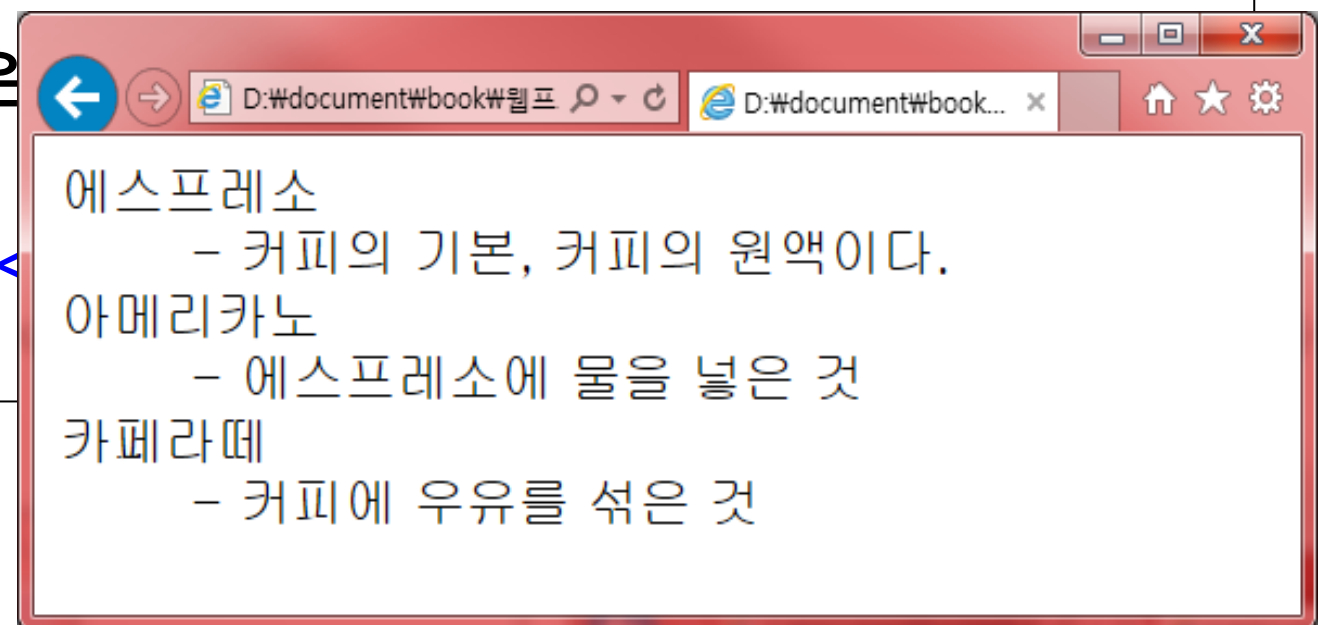 D:₩document₩book₩웹프
D:₩document₩book...
에스프레소
- 커피의 기본, 커피의 원액이다.
아메리카노
- 에스프레소에 물을 넣은 것
카페라떼
- 커피에 우유를 섞은 것